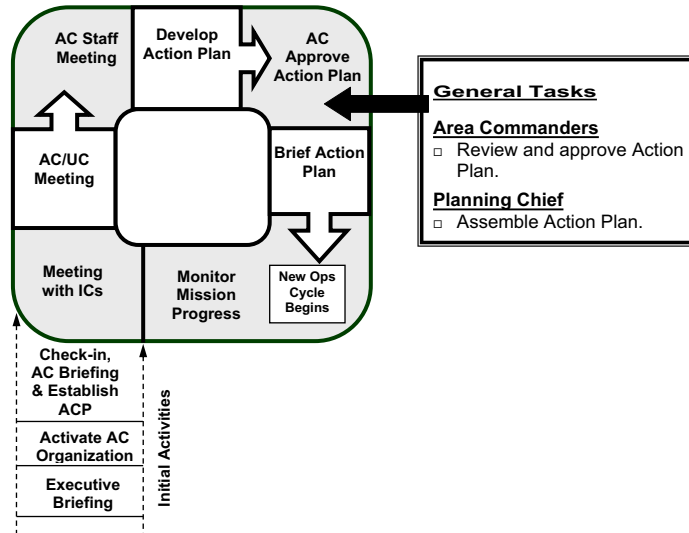 AC Staff
Meeting
Develop
Action Plan
AC
Approve
Action Plan
AC/UC
Meeting
Brief Action
Plan
Meeting
with ICs
Monitor
Mission
Progress
New Ops
Cycle
Begins
Check-in,
AC Briefing
& Establish
ACP
Activate AC
Organization
Executive
Briefing
Initial Activities
General Tasks
Area Commanders
□ Review and approve Action
Plan.
Planning Chief
□ Assemble Action Plan.